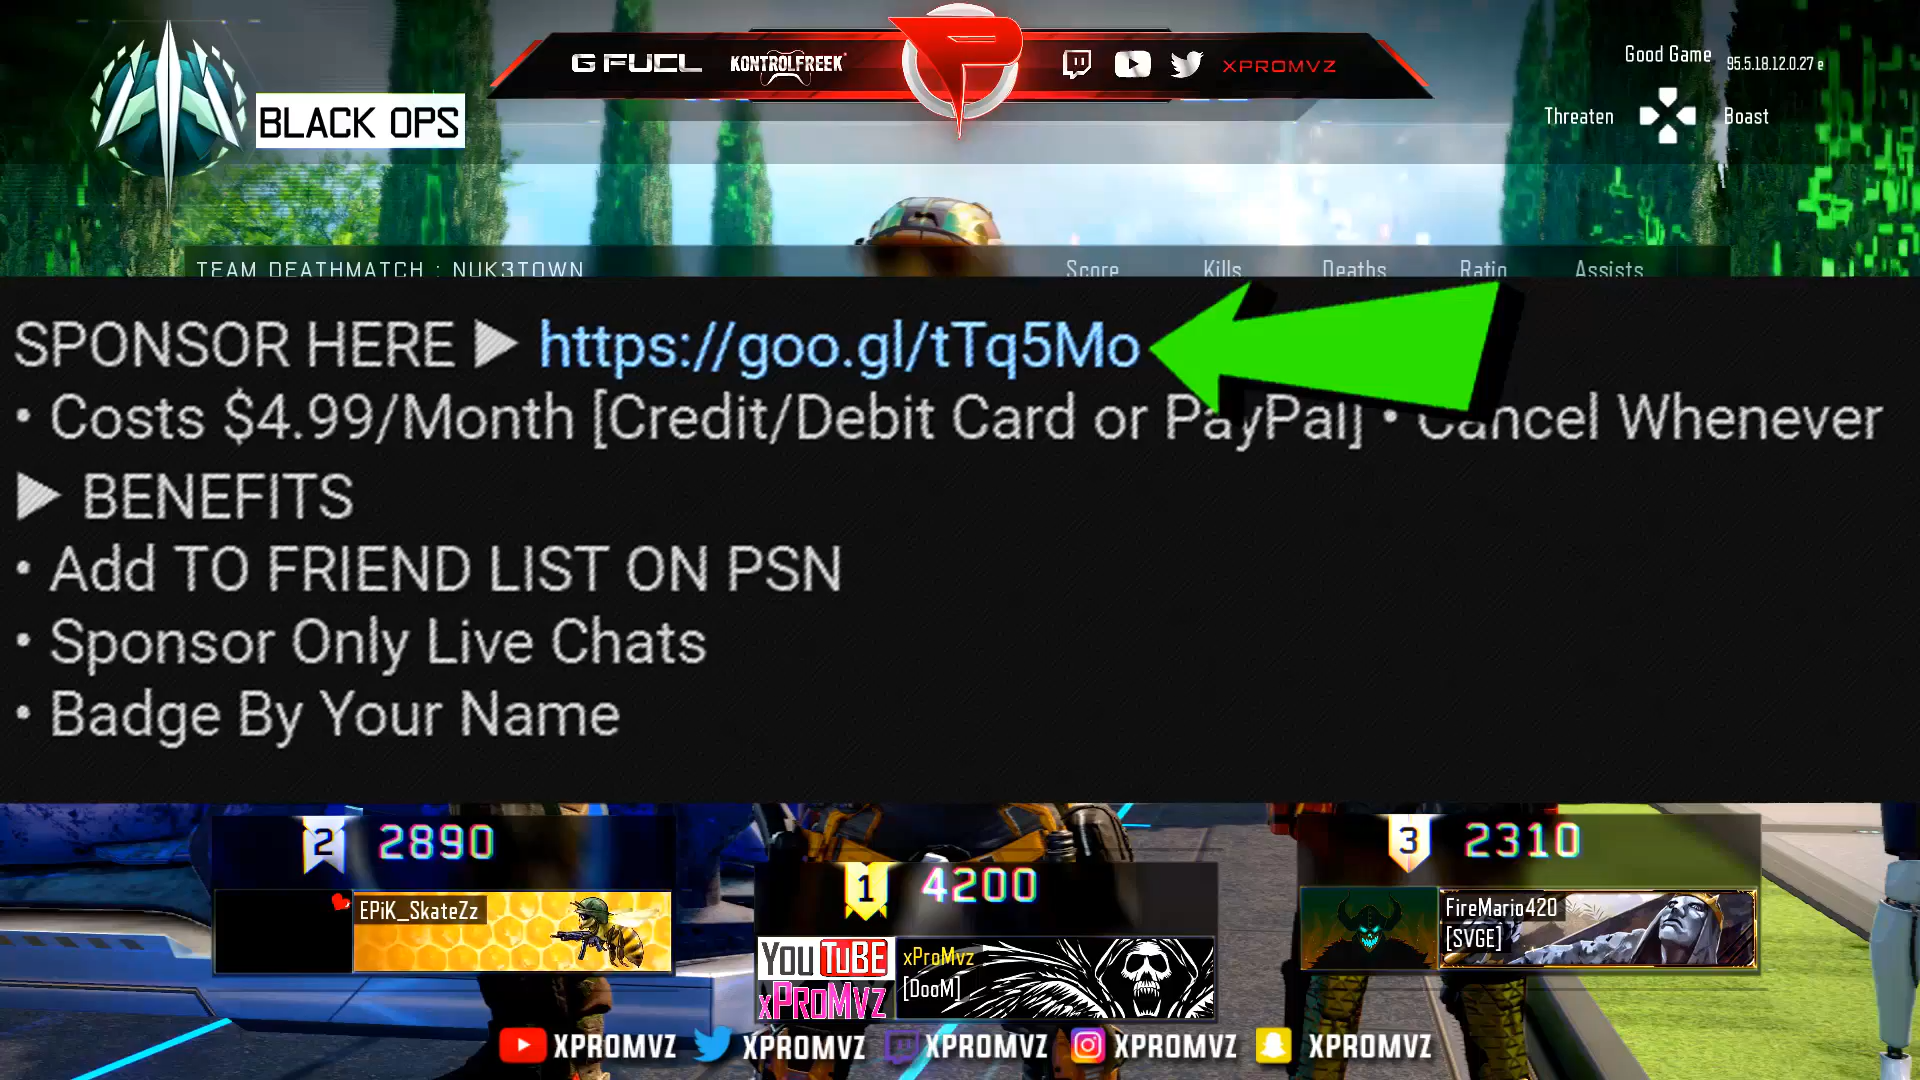 G FUEL KONTROLFREEK XPROMVZ
Good Game 95.5.18.12.0.27 e
Threaten Boast
BLACK OPS
TEAM DEATHMATCH : NUK3TOWN Score Kills Deaths Ratio Assists
SPONSOR HERE ▶ https://goo.gl/tTq5Mo
• Costs $4.99/Month [Credit/Debit Card or PayPal] • Cancel Whenever
▶ BENEFITS
• Add TO FRIEND LIST ON PSN
• Sponsor Only Live Chats
• Badge By Your Name
2 2890
1 4200
3 2310
EPiK_SkateZz
YOUTUBE
xPROMVZ
xProMvz
[DooM]
FireMario420
[SVGE]
XPROMVZ XPROMVZ XPROMVZ XPROMVZ XPROMVZ